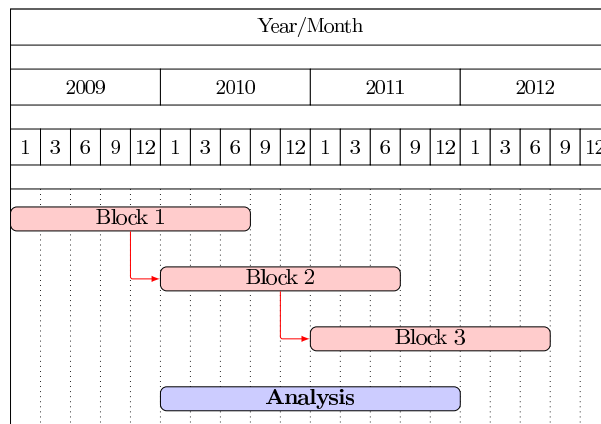 Year/Month
2009 2010 2011 2012
1 3 6 9 12 1 3 6 9 12 1 3 6 9 12 1 3 6 9 12
Block 1
Block 2
Block 3
Analysis